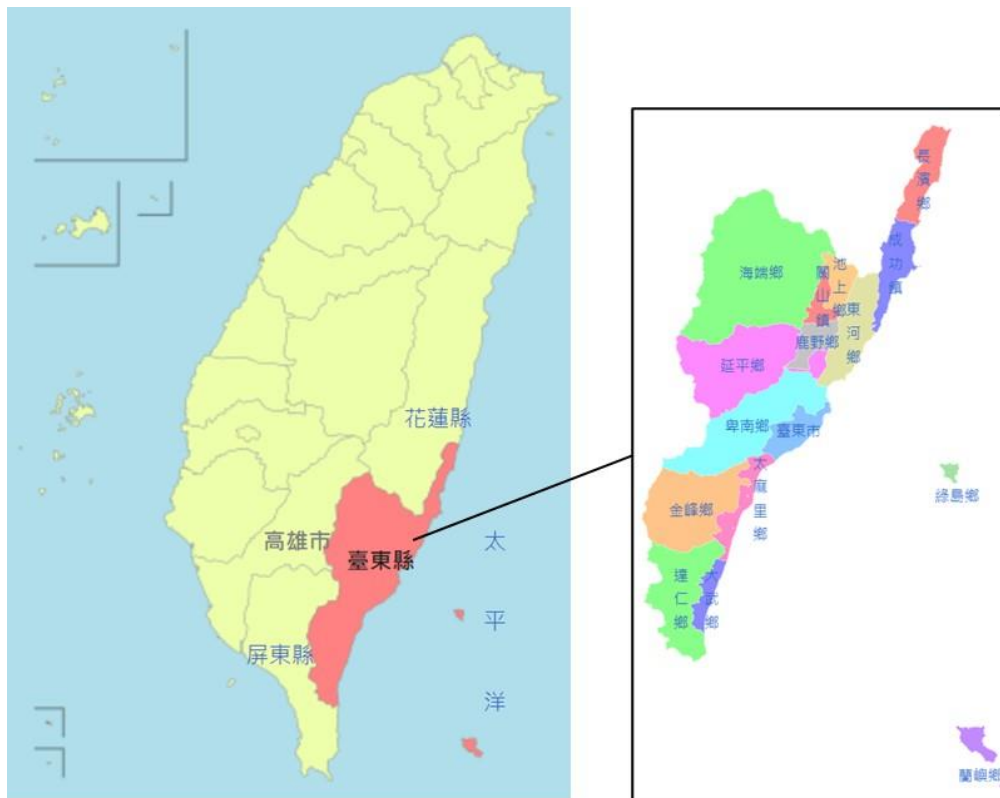 花蓮縣
高雄市
臺東縣
屏東縣
太平洋
長濱鄉
成功鎮
海端鄉
池上鄉
關山鎮
東河鄉
鹿野鄉
延平鄉
卑南鄉
臺東市
太麻里鄉
金峰鄉
綠島鄉
達仁鄉
大武鄉
蘭嶼鄉